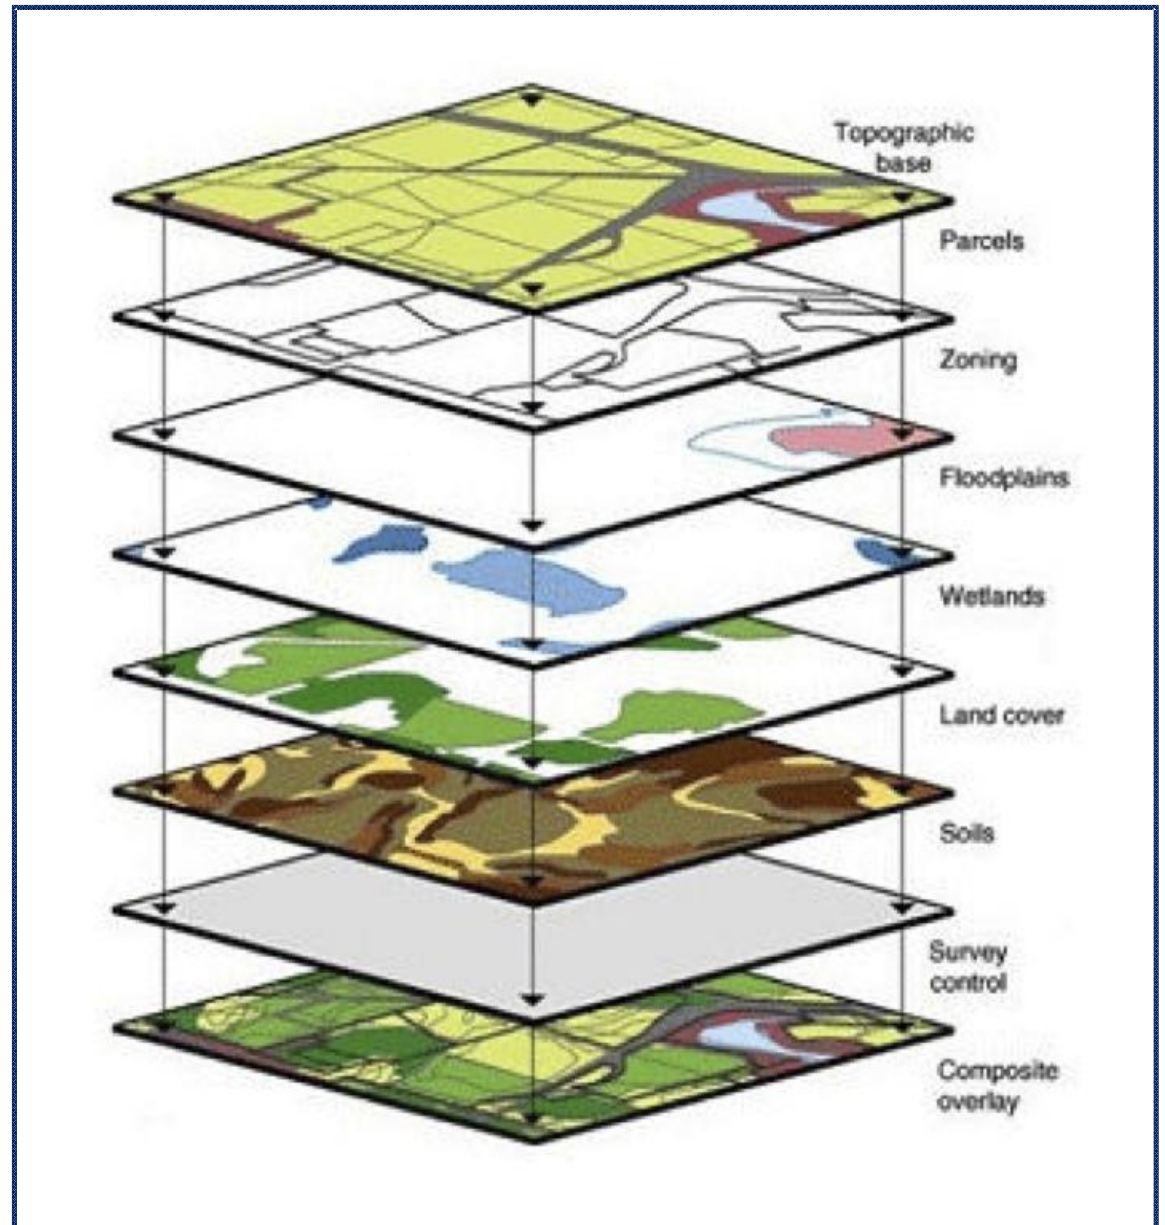 Topographic
base
Parcels
Zoning
Floodplains
Wetlands
Land cover
Soils
Survey
control
Composite
overlay